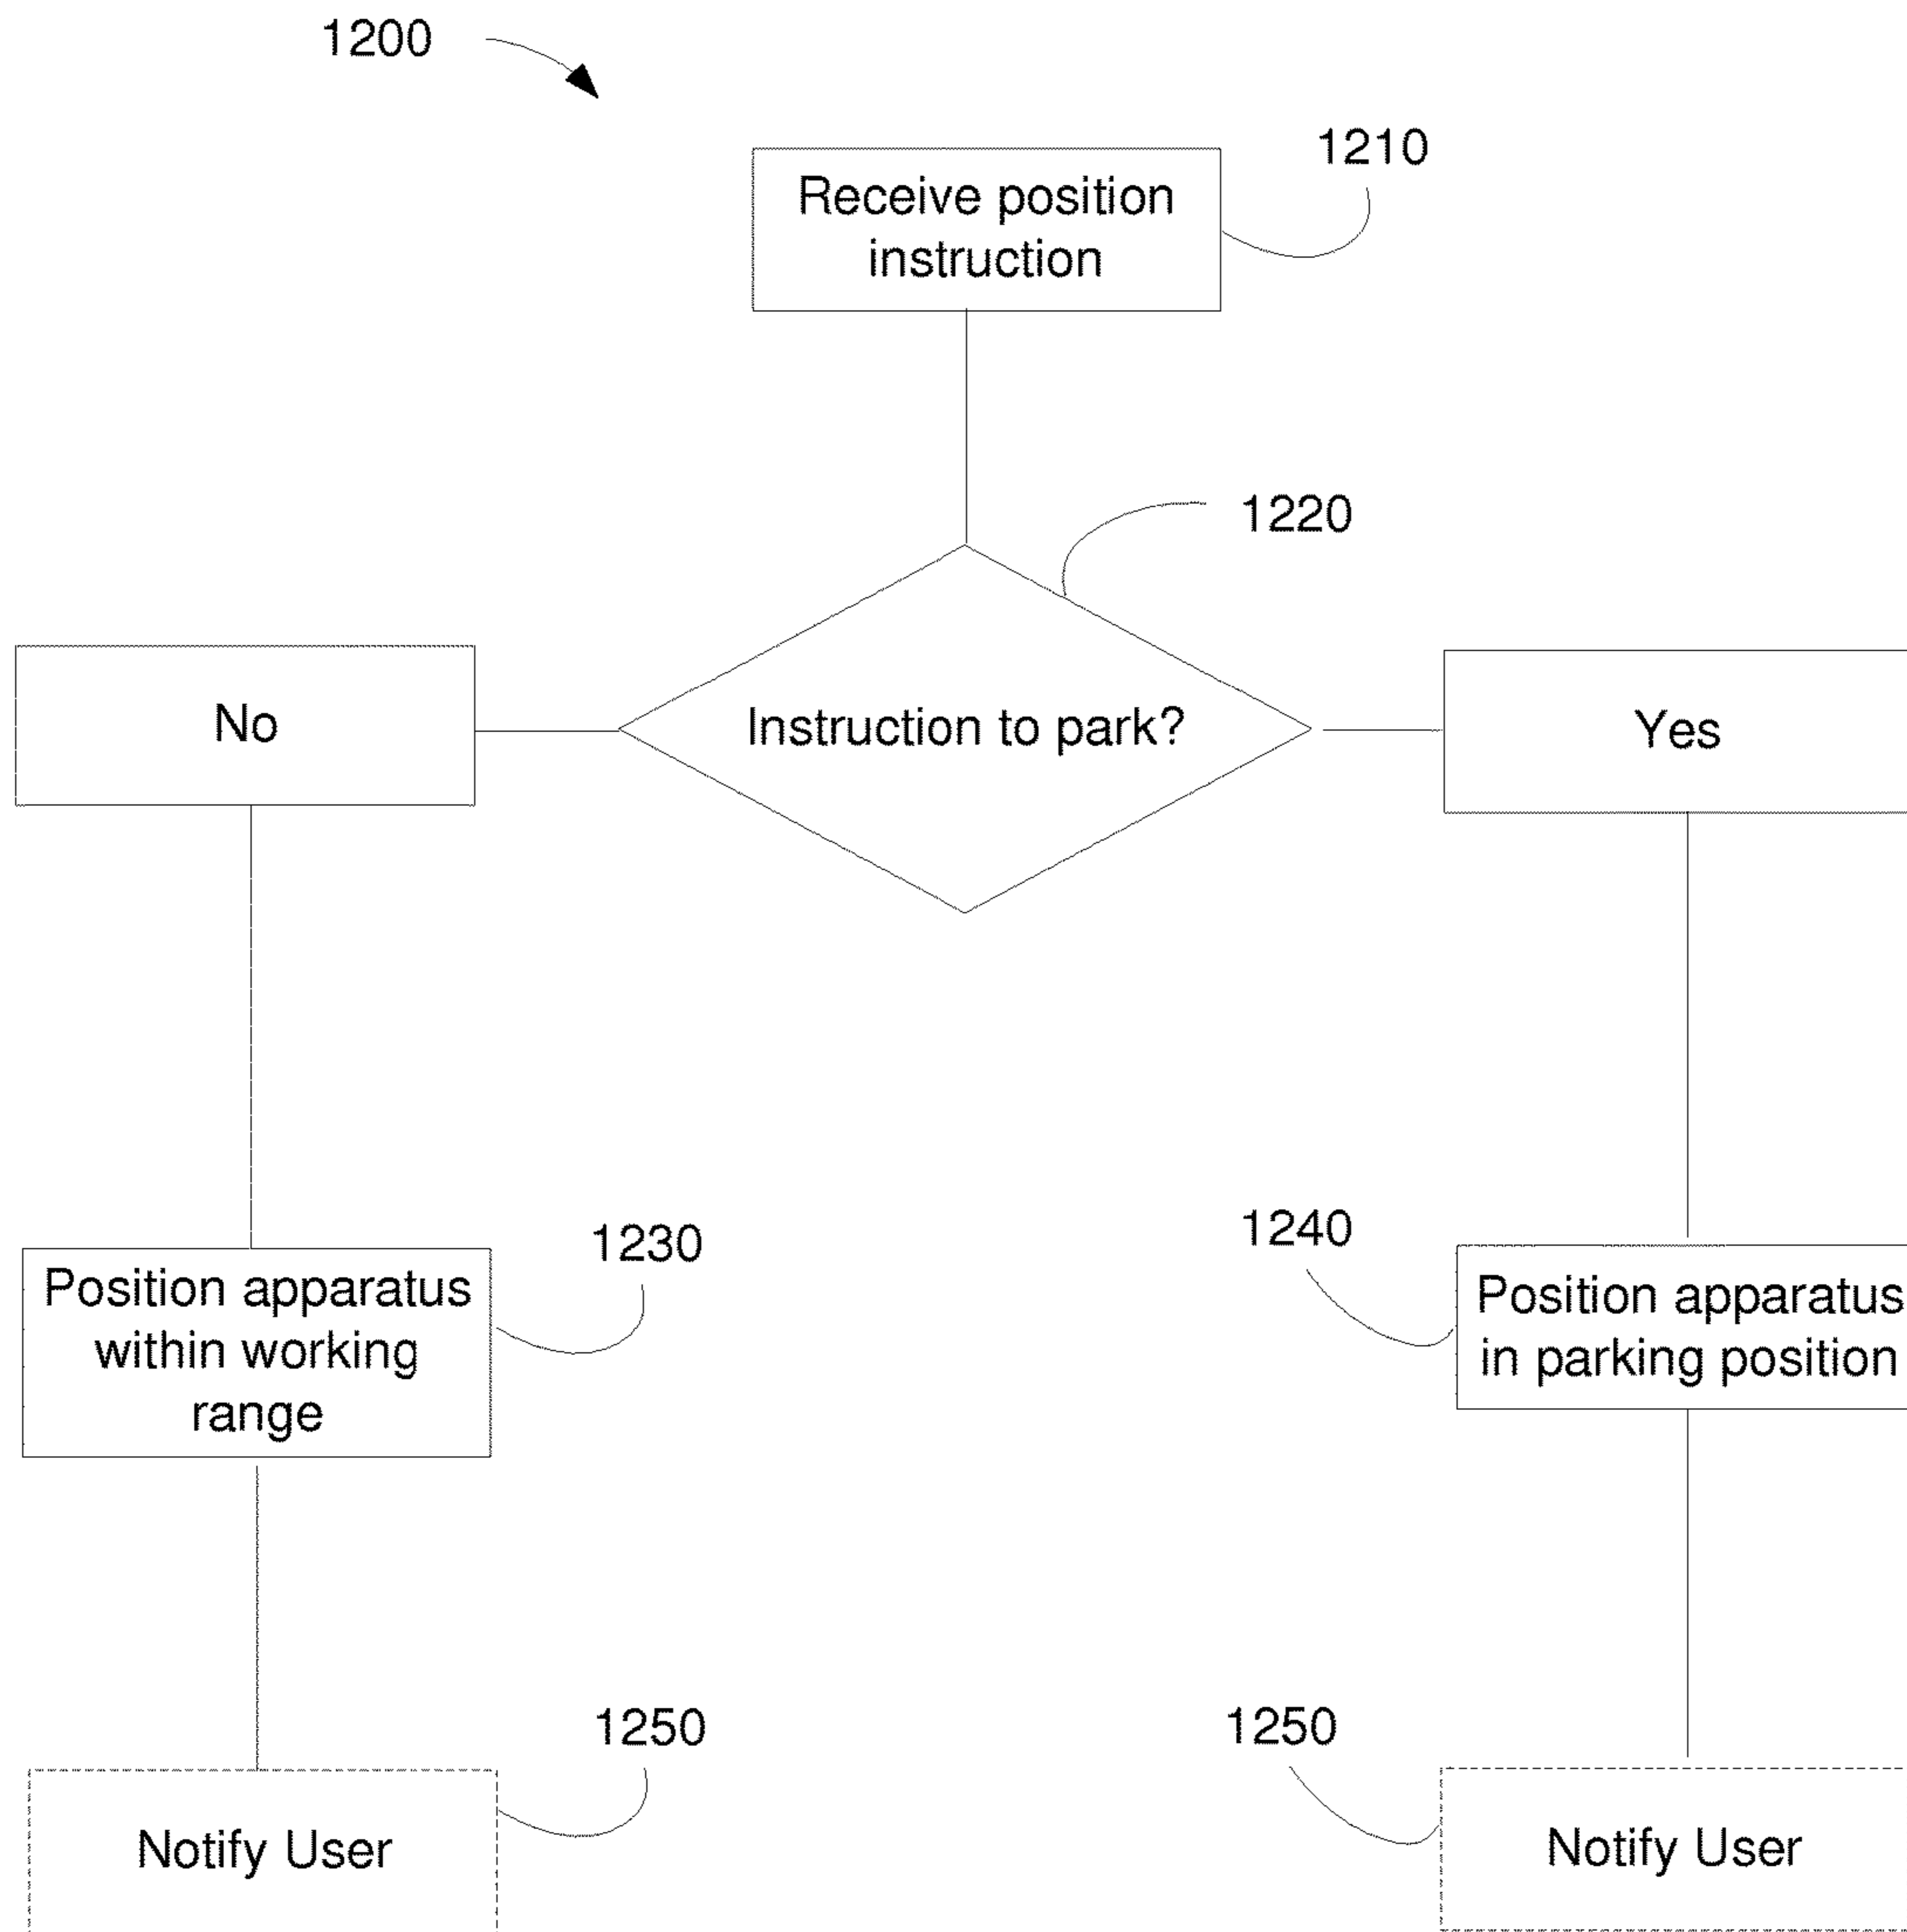 1200
1210
Receive position
instruction
1220
No
Instruction to park?
Yes
1230
Position apparatus
within working
range
1240
Position apparatus
in parking position
1250
Notify User
1250
Notify User